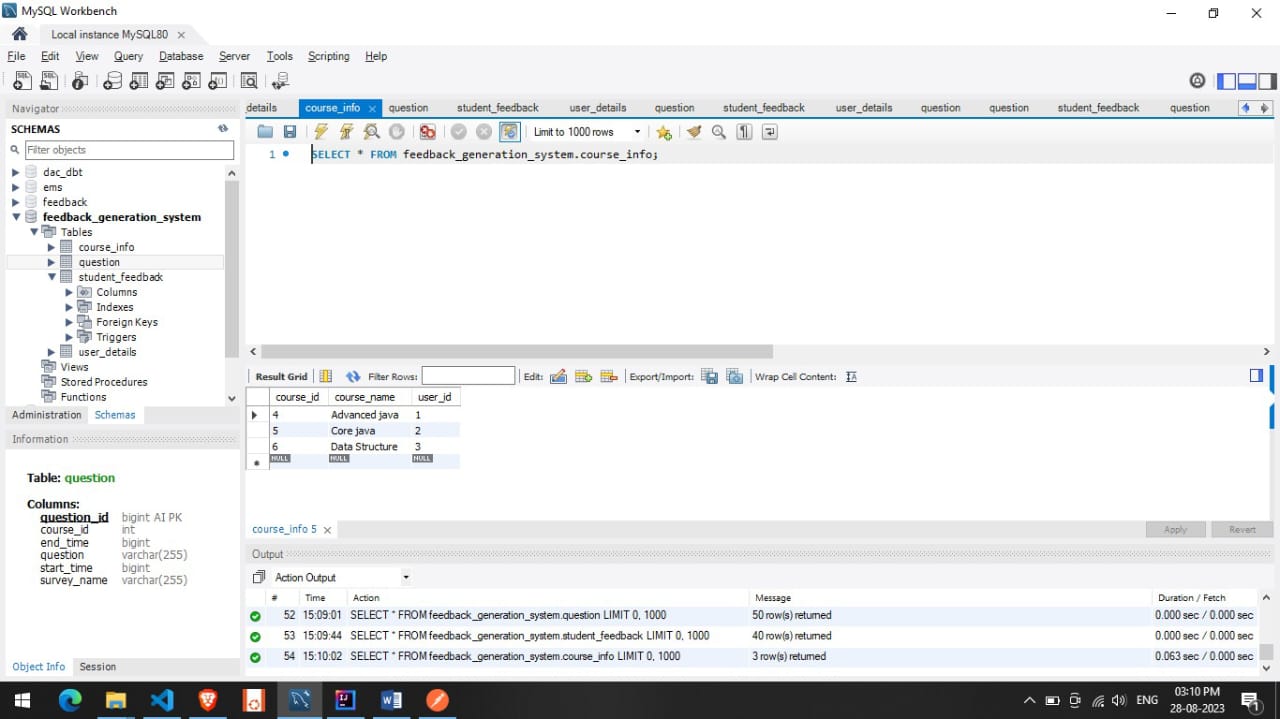 MySQL Workbench
Local instance MySQL80
File Edit View Query Database Server Tools Scripting Help
Navigator
SCHEMAS
Filter objects
dac_dbt
ems
feedback
feedback_generation_system
Tables
course_info
question
student_feedback
Columns
Indexes
Foreign Keys
Triggers
user_details
Views
Stored Procedures
Functions
Administration Schemas
Information
Table: question
Columns:
question_id bigint AI PK
course_id int
end_time bigint
question varchar(255)
start_time bigint
survey_name varchar(255)
Object Info Session
details course_info question student_feedback user_details question student_feedback user_details question question student_feedback question
Limit to 1000 rows
1 SELECT * FROM feedback_generation_system.course_info;
Result Grid Filter Rows: Edit: Export/Import: Wrap Cell Content:
course_id course_name user_id
4 Advanced java 1
5 Core java 2
6 Data Structure 3
NULL NULL NULL
course_info 5 Apply Revert
Output
Action Output
# Time Action Message Duration / Fetch
52 15:09:01 SELECT * FROM feedback_generation_system.question LIMIT 0, 1000 50 row(s) returned 0.000 sec / 0.000 sec
53 15:09:44 SELECT * FROM feedback_generation_system.student_feedback LIMIT 0, 1000 40 row(s) returned 0.000 sec / 0.000 sec
54 15:10:02 SELECT * FROM feedback_generation_system.course_info LIMIT 0, 1000 3 row(s) returned 0.063 sec / 0.000 sec
ENG 03:10 PM
28-08-2023
1